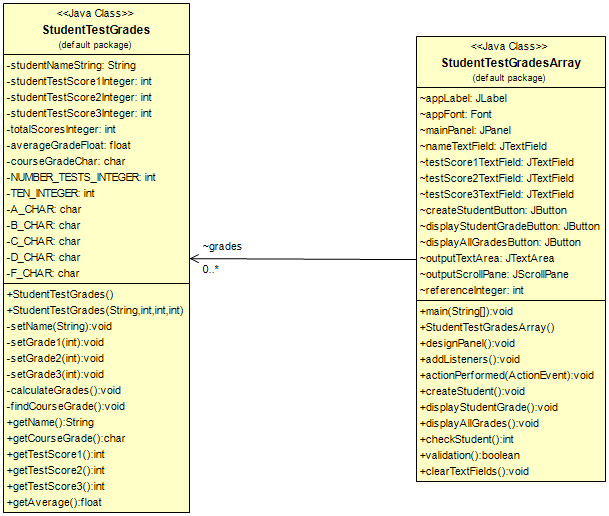 <<Java Class>>
StudentTestGrades
(default package)
-studentNameString: String
-studentTestScore1Integer: int
-studentTestScore2Integer: int
-studentTestScore3Integer: int
-totalScoresInteger: int
-averageGradeFloat: float
-courseGradeChar: char
-NUMBER_TESTS_INTEGER: int
-TEN_INTEGER: int
-A_CHAR: char
-B_CHAR: char
-C_CHAR: char
-D_CHAR: char
-F_CHAR: char
+StudentTestGrades()
+StudentTestGrades(String,int,int,int)
-setName(String):void
-setGrade1(int):void
-setGrade2(int):void
-setGrade3(int):void
-calculateGrades():void
-findCourseGrade():void
+getName():String
+getCourseGrade():char
+getTestScore1():int
+getTestScore2():int
+getTestScore3():int
+getAverage():float
~grades
0..*
<<Java Class>>
StudentTestGradesArray
(default package)
~appLabel: JLabel
~appFont: Font
~mainPanel: JPanel
~nameTextField: JTextField
~testScore1TextField: JTextField
~testScore2TextField: JTextField
~testScore3TextField: JTextField
~createStudentButton: JButton
~displayStudentGradeButton: JButton
~displayAllGradesButton: JButton
~outputTextArea: JTextArea
~outputScrollPane: JScrollPane
~referenceInteger: int
+main(String[]):void
+StudentTestGradesArray()
+designPanel():void
+addListeners():void
+actionPerformed(ActionEvent):void
+createStudent():void
+displayStudentGrade():void
+displayAllGrades():void
+checkStudent():int
+validation():boolean
+clearTextFields():void